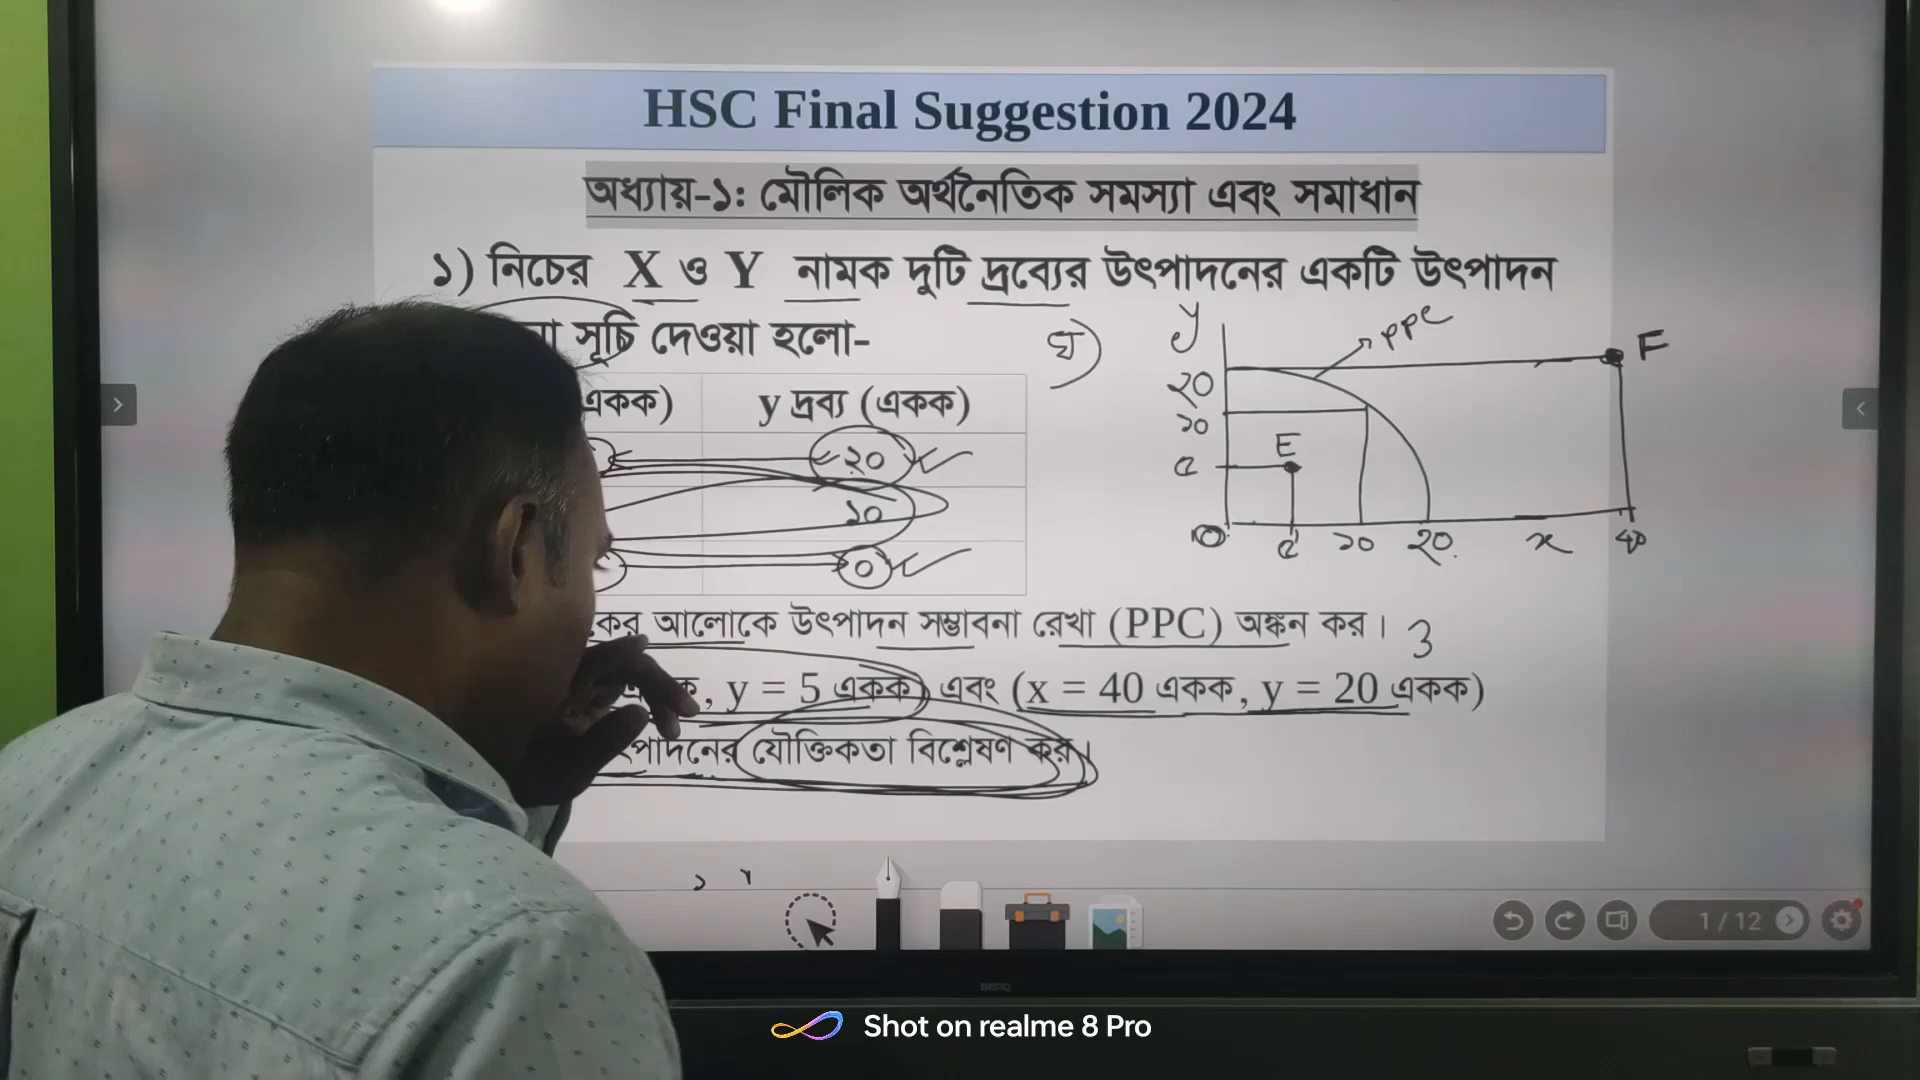 HSC Final Suggestion 2024
অধ্যায়-১: মৌলিক অর্থনৈতিক সমস্যা এবং সমাধান
১) নিচের X ও Y নামক দুটি দ্রব্যের উৎপাদনের একটি উৎপাদন
সূচি দেওয়া হলো-
একক) y দ্রব্য (একক)
২০
১০
০
আলোকে উৎপাদন সম্ভাবনা রেখা (PPC) অঙ্কন কর। 3
, y = 5 একক) এবং (x = 40 একক, y = 20 একক)
যৌক্তিকতা বিশ্লেষণ কর।
ঘ)
y
PPC
F
২০
১০
৫
E
০ ৫ ১০ ২০ x ৪০
1 / 12
BENQ
Shot on realme 8 Pro